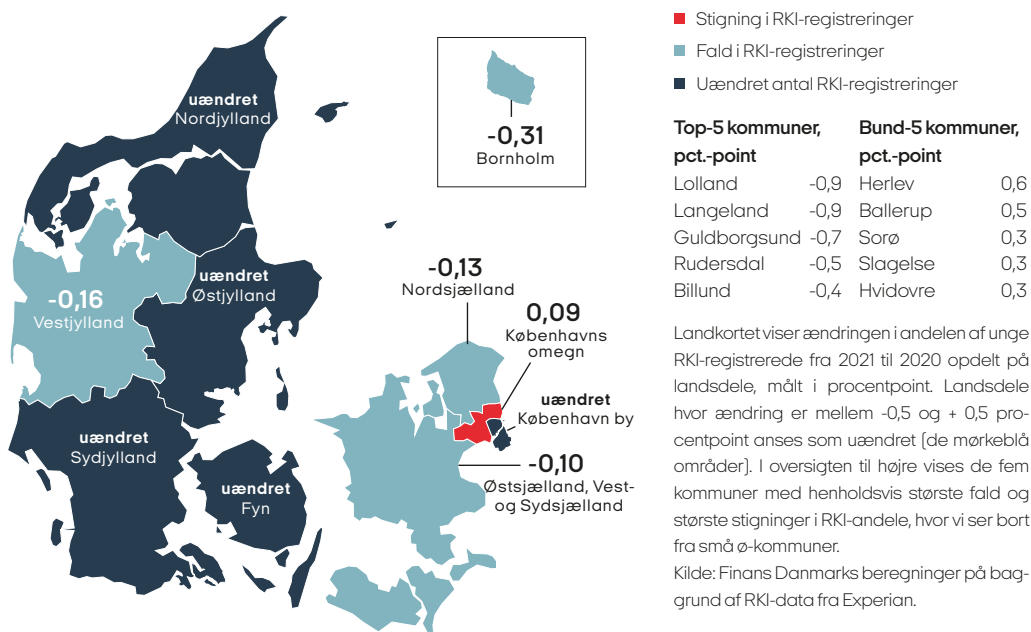 uændret
Nordjylland
-0,31
Bornholm
uændret
Østjylland
-0,16
Vestjylland
-0,13
Nordsjælland
0,09
Københavns
omegn
uændret
København by
uændret
Sydjylland
uændret
Fyn
-0,10
Østsjælland, Vest-
og Sydsjælland
Stigning i RKI-registreringer
Fald i RKI-registreringer
Uændret antal RKI-registreringer
Top-5 kommuner, Bund-5 kommuner,
pct.-point pct.-point
Lolland -0,9 Herlev 0,6
Langeland -0,9 Ballerup 0,5
Guldborgsund -0,7 Sorø 0,3
Rudersdal -0,5 Slagelse 0,3
Billund -0,4 Hvidovre 0,3
Landkortet viser ændringen i andelen af unge
RKI-registrerede fra 2021 til 2020 opdelt på
landsdele, målt i procentpoint. Landsdele
hvor ændring er mellem -0,5 og + 0,5 pro-
centpoint anses som uændret (de mørkeblå
områder). I oversigten til højre vises de fem
kommuner med henholdsvis største fald og
største stigninger i RKI-andele, hvor vi ser bort
fra små ø-kommuner.
Kilde: Finans Danmarks beregninger på bag-
grund af RKI-data fra Experian.